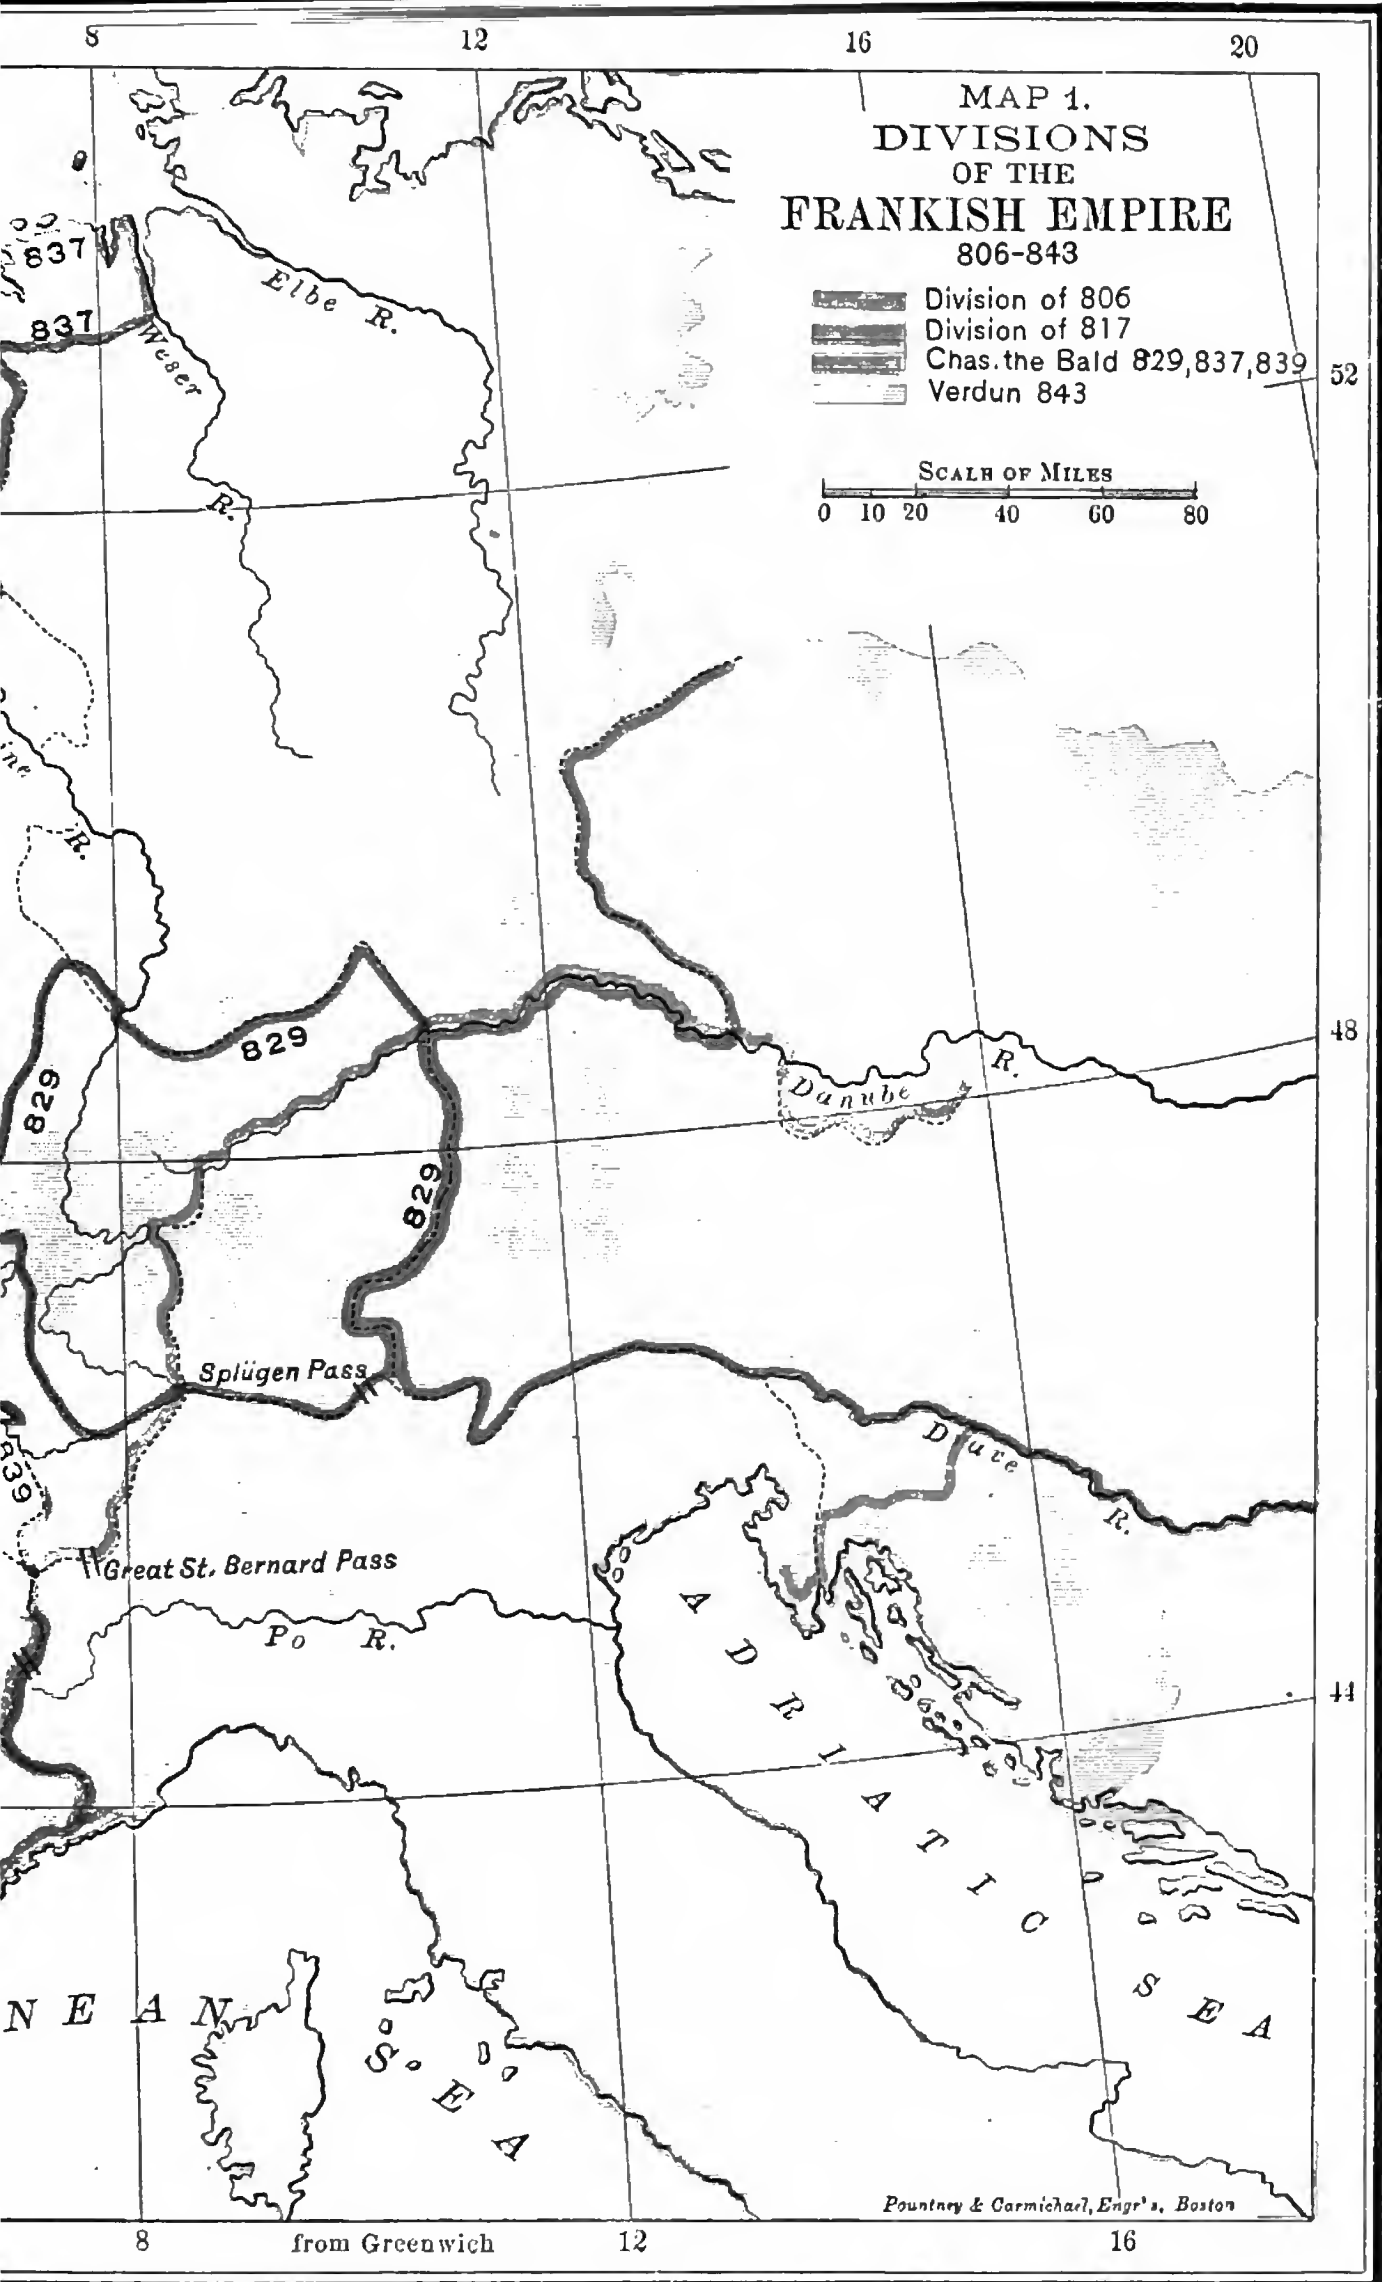 8 12 16 20
MAP 1.
DIVISIONS
OF THE
FRANKISH EMPIRE
806-843
Division of 806
Division of 817
Chas. the Bald 829,837,839
Verdun 843
SCALE OF MILES
0 10 20 40 60 80
52
837
837
Elbe R.
Weser
R.
ine
R.
829
829
829
48
Danube R.
Splügen Pass
Drave R.
839
Great St. Bernard Pass
Po R.
44
ADRIATIC SEA
NEAN
SEA
Pountney & Carmichael, Engr's, Boston
8 from Greenwich 12 16